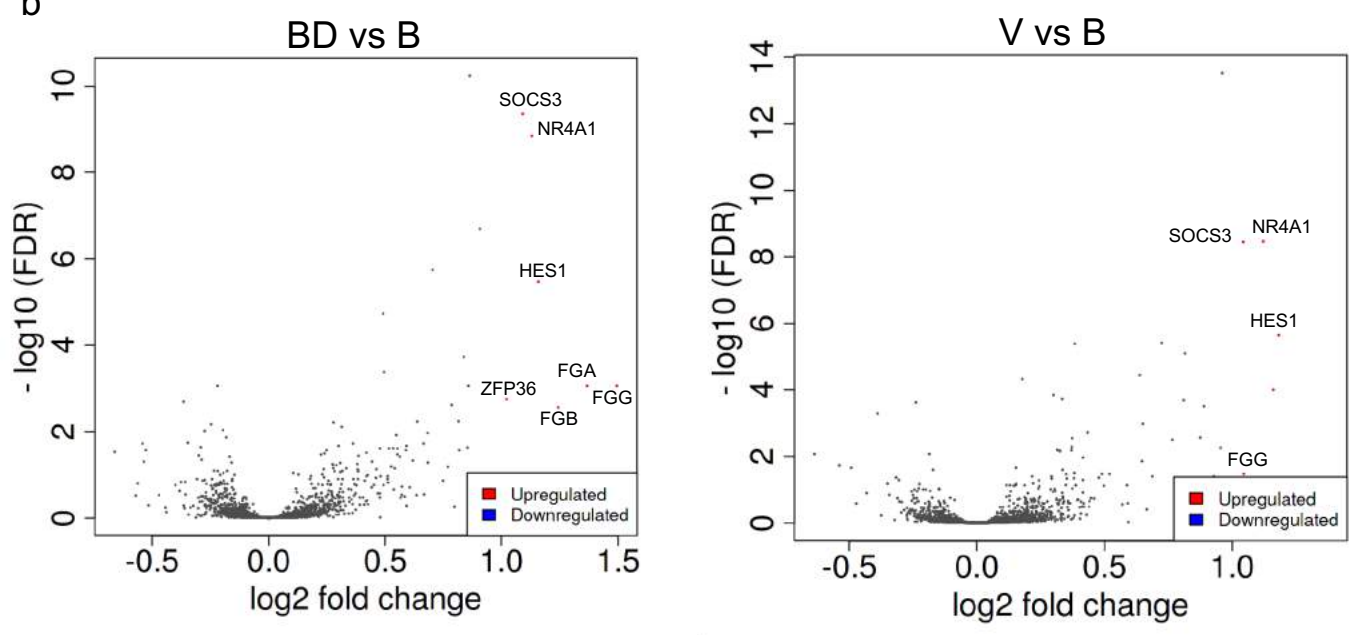 b
BD vs B
- log10 (FDR)
10
8
6
4
2
0
SOCS3
NR4A1
HES1
FGA
ZFP36
FGG
FGB
Upregulated
Downregulated
-0.5 0.0 0.5 1.0 1.5
log2 fold change
V vs B
- log10 (FDR)
14
12
10
8
6
4
2
0
SOCS3 NR4A1
HES1
FGG
Upregulated
Downregulated
-0.5 0.0 0.5 1.0
log2 fold change